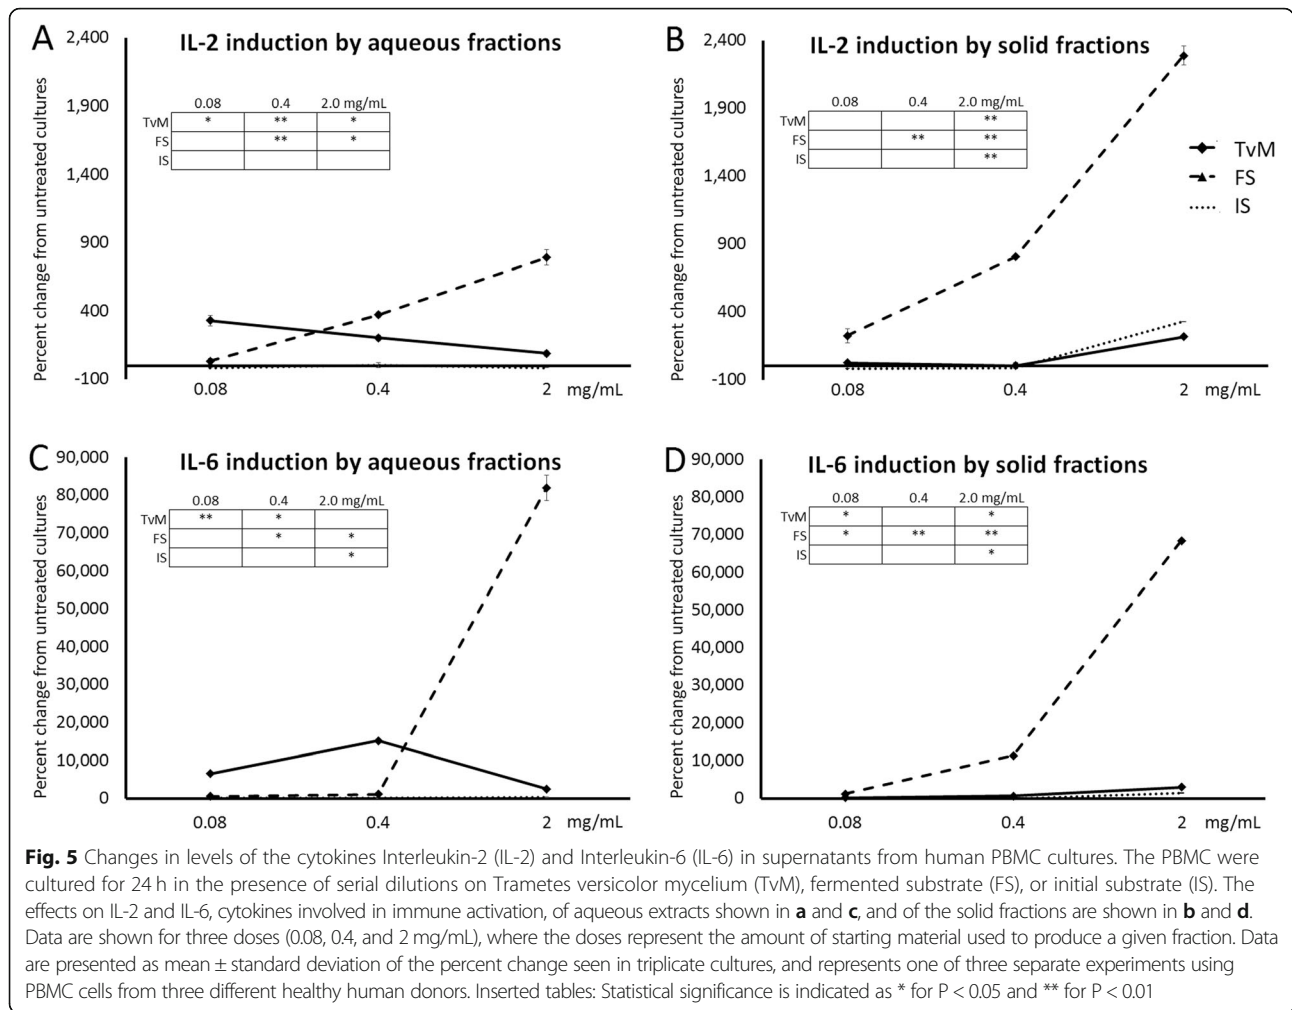 A
IL-2 induction by aqueous fractions
Percent change from untreated cultures
2,400
1,900
1,400
900
400
-100
0.08 0.4 2.0 mg/mL
TvM * ** *
FS ** *
IS
0.08 0.4 2 mg/mL
B
IL-2 induction by solid fractions
Percent change from untreated cultures
2,400
1,900
1,400
900
400
-100
0.08 0.4 2.0 mg/mL
TvM **
FS ** **
IS **
TvM
FS
IS
0.08 0.4 2 mg/mL
C
IL-6 induction by aqueous fractions
Percent change from untreated cultures
90,000
80,000
70,000
60,000
50,000
40,000
30,000
20,000
10,000
0
0.08 0.4 2.0 mg/mL
TvM ** *
FS * *
IS *
0.08 0.4 2 mg/mL
D
IL-6 induction by solid fractions
Percent change from untreated cultures
90,000
80,000
70,000
60,000
50,000
40,000
30,000
20,000
10,000
0
0.08 0.4 2.0 mg/mL
TvM * *
FS * ** **
IS *
0.08 0.4 2 mg/mL
Fig. 5 Changes in levels of the cytokines Interleukin-2 (IL-2) and Interleukin-6 (IL-6) in supernatants from human PBMC cultures. The PBMC were
cultured for 24 h in the presence of serial dilutions on Trametes versicolor mycelium (TvM), fermented substrate (FS), or initial substrate (IS). The
effects on IL-2 and IL-6, cytokines involved in immune activation, of aqueous extracts shown in a and c, and of the solid fractions are shown in b and d.
Data are shown for three doses (0.08, 0.4, and 2 mg/mL), where the doses represent the amount of starting material used to produce a given fraction. Data
are presented as mean ± standard deviation of the percent change seen in triplicate cultures, and represents one of three separate experiments using
PBMC cells from three different healthy human donors. Inserted tables: Statistical significance is indicated as * for P < 0.05 and ** for P < 0.01